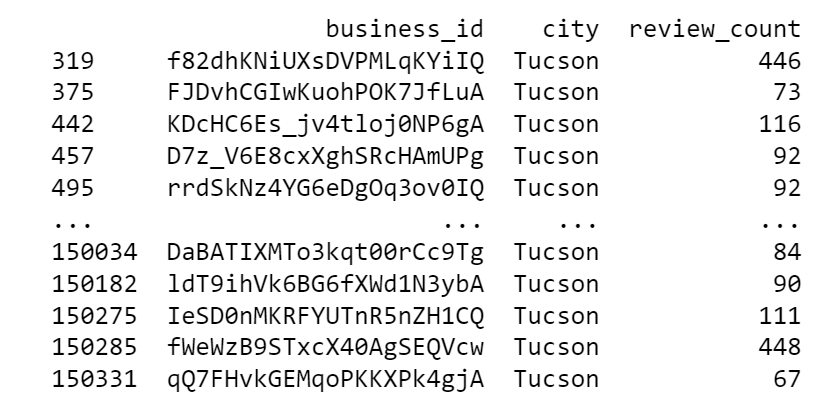 business_id city review_count
319 f82dhKNiUXsDVPMLqKYiIQ Tucson 446
375 FJDvhCGIwKuohPOK7JfLuA Tucson 73
442 KDcHC6Es_jv4tloj0NP6gA Tucson 116
457 D7z_V6E8cxXghSRcHAmUPg Tucson 92
495 rrdSkNz4YG6eDgOq3ov0IQ Tucson 92
... ... ... ...
150034 DaBATIXMTo3kqt00rCc9Tg Tucson 84
150182 ldT9ihVk6BG6fXWd1N3ybA Tucson 90
150275 IeSD0nMKRFYUTnR5nZH1CQ Tucson 111
150285 fWeWzB9STxcX40AgSEQVcw Tucson 448
150331 qQ7FHvkGEMqoPKKXPk4gjA Tucson 67